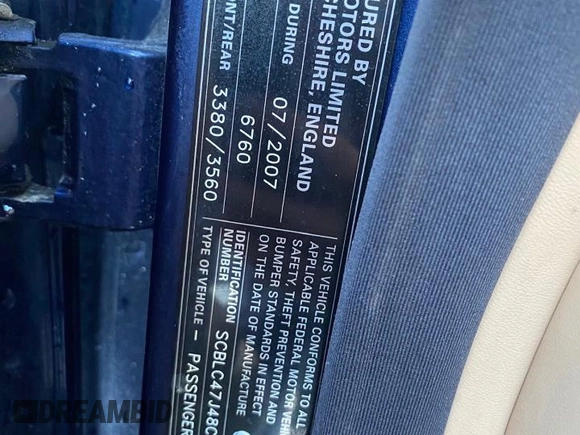 URED BY
OTORS LIMITED
CHESHIRE, ENGLAND
DURING 07/2007
6760
ONT/REAR 3380/3560
THIS VEHICLE CONFORMS TO ALL
APPLICABLE FEDERAL MOTOR VEHI
SAFETY, THEFT PREVENTION AND
BUMPER STANDARDS IN EFFECT
ON THE DATE OF MANUFACTURE
IDENTIFICATION
NUMBER SCBLC47J48C
TYPE OF VEHICLE – PASSENGER
DREAMBID